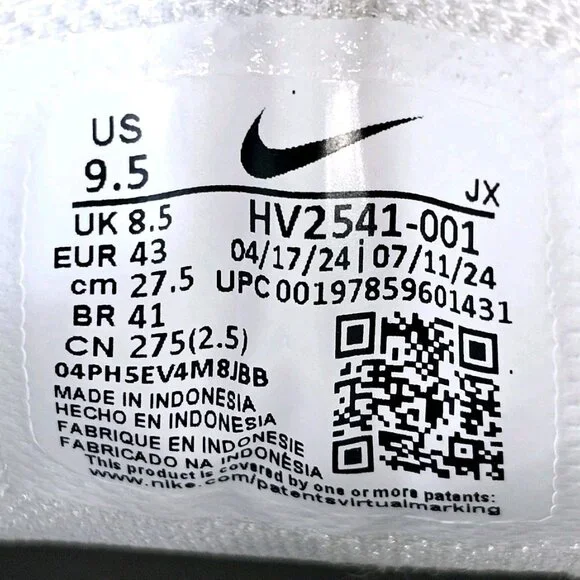 US
9.5
JX
UK 8.5
HV2541-001
EUR 43
04/17/24 | 07/11/24
cm 27.5
UPC 00197859601431
BR 41
CN 275(2.5)
04PH5EV4M8JBB
MADE IN INDONESIA
HECHO EN INDONESIA
FABRIQUE EN INDONESIE
FABRICADO NA INDONÉSIA
This product is covered by one or more patents:
www.nike.com/patentsvirtualmarking